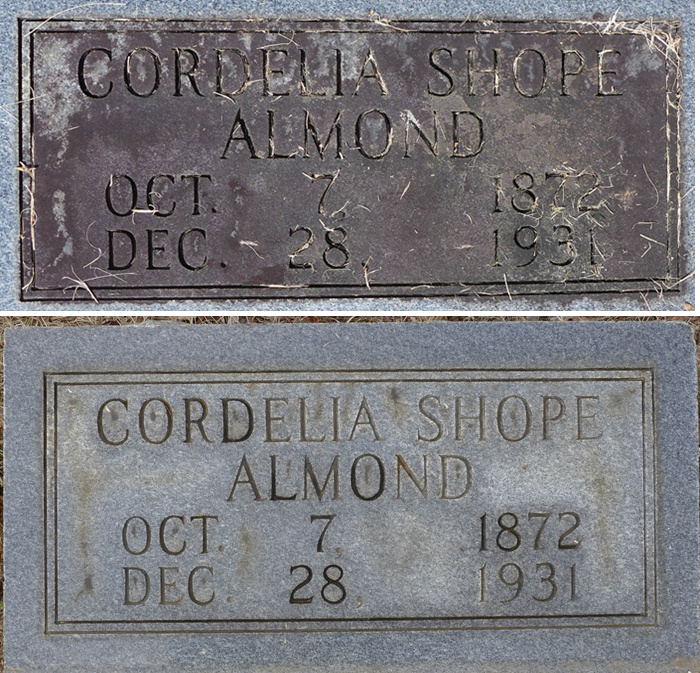 CORDELIA SHOPE
ALMOND
OCT. 7, 1872
DEC. 28, 1931
CORDELIA SHOPE
ALMOND
OCT. 7, 1872
DEC. 28, 1931